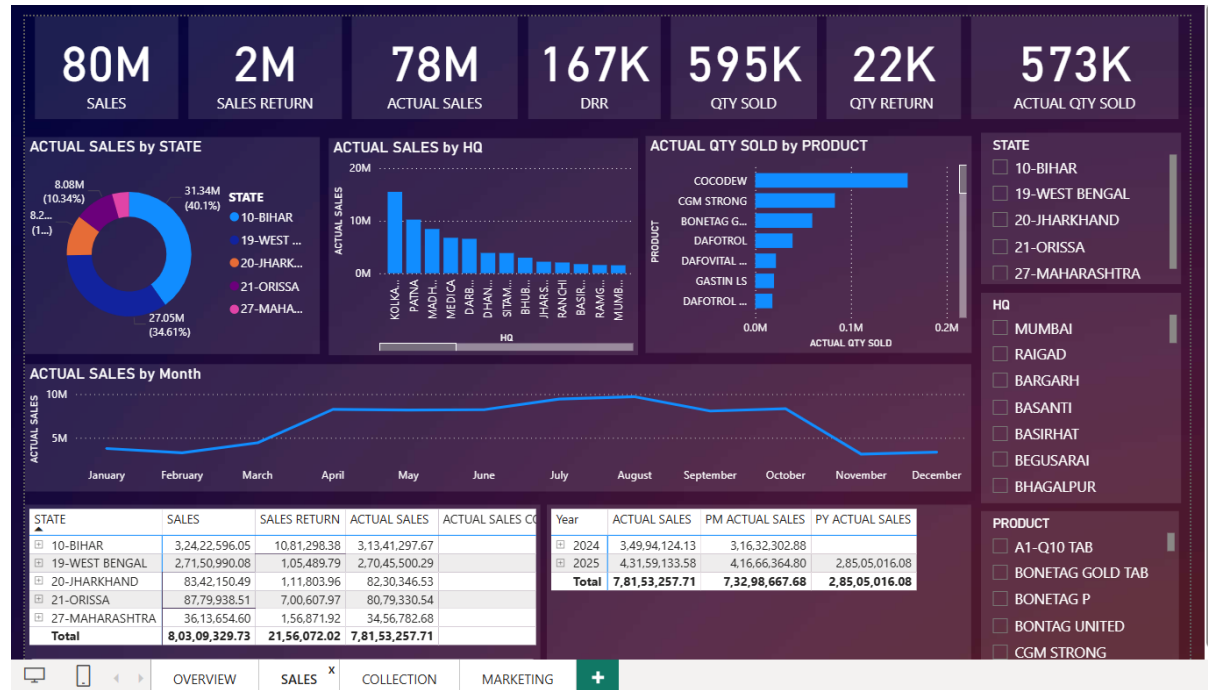 80M
SALES
2M
SALES RETURN
78M
ACTUAL SALES
167K
DRR
595K
QTY SOLD
22K
QTY RETURN
573K
ACTUAL QTY SOLD
ACTUAL SALES by STATE
8.08M
(10.34%)
8.2...
(1...)
31.34M
(40.1%)
27.05M
(34.61%)
STATE
10-BIHAR
19-WEST ...
20-JHARK...
21-ORISSA
27-MAHA...
ACTUAL SALES by HQ
ACTUAL SALES
20M
10M
0M
KOLKA...
PATNA
MADH...
MEDICA
DARB...
DHAN...
SITAM...
BHUB...
JHARS...
RANCHI
BASIR...
RAMG...
MUMB...
HQ
ACTUAL QTY SOLD by PRODUCT
PRODUCT
COCODEW
CGM STRONG
BONETAG G...
DAFOTROL
DAFOVITAL ...
GASTIN LS
DAFOTROL ...
0.0M 0.1M 0.2M
ACTUAL QTY SOLD
STATE
10-BIHAR
19-WEST BENGAL
20-JHARKHAND
21-ORISSA
27-MAHARASHTRA
HQ
MUMBAI
RAIGAD
BARGARH
BASANTI
BASIRHAT
BEGUSARAI
BHAGALPUR
ACTUAL SALES by Month
ACTUAL SALES
10M
5M
January February March April May June July August September October November December
STATE SALES SALES RETURN ACTUAL SALES ACTUAL SALES CO
10-BIHAR 3,24,22,596.05 10,81,298.38 3,13,41,297.67
19-WEST BENGAL 2,71,50,990.08 1,05,489.79 2,70,45,500.29
20-JHARKHAND 83,42,150.49 1,11,803.96 82,30,346.53
21-ORISSA 87,79,938.51 7,00,607.97 80,79,330.54
27-MAHARASHTRA 36,13,654.60 1,56,871.92 34,56,782.68
Total 8,03,09,329.73 21,56,072.02 7,81,53,257.71
Year ACTUAL SALES PM ACTUAL SALES PY ACTUAL SALES
2024 3,49,94,124.13 3,16,32,302.88
2025 4,31,59,133.58 4,16,66,364.80 2,85,05,016.08
Total 7,81,53,257.71 7,32,98,667.68 2,85,05,016.08
PRODUCT
A1-Q10 TAB
BONETAG GOLD TAB
BONETAG P
BONTAG UNITED
CGM STRONG
OVERVIEW SALES X COLLECTION MARKETING +